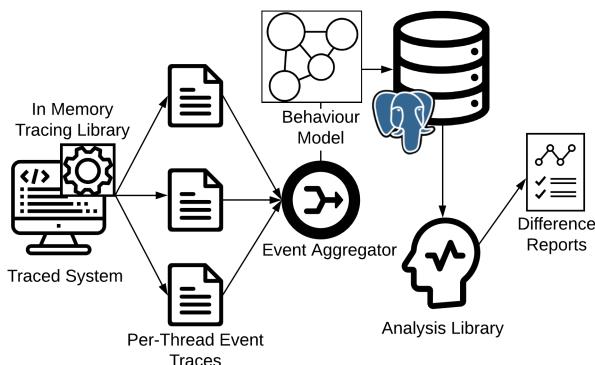 In Memory
Tracing Library
</>
Traced System
Per-Thread Event
Traces
Behaviour
Model
Event Aggregator
Analysis Library
Difference
Reports